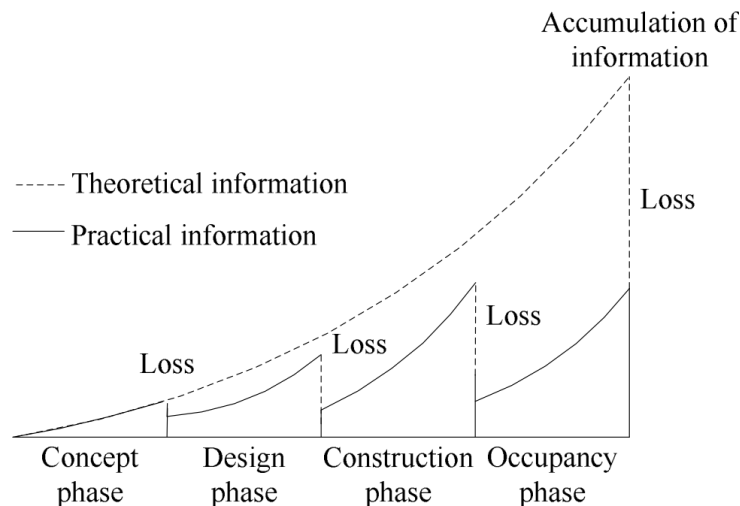 Accumulation of
information
Theoretical information
Practical information
Loss
Loss
Loss
Loss
Concept
phase
Design
phase
Construction
phase
Occupancy
phase